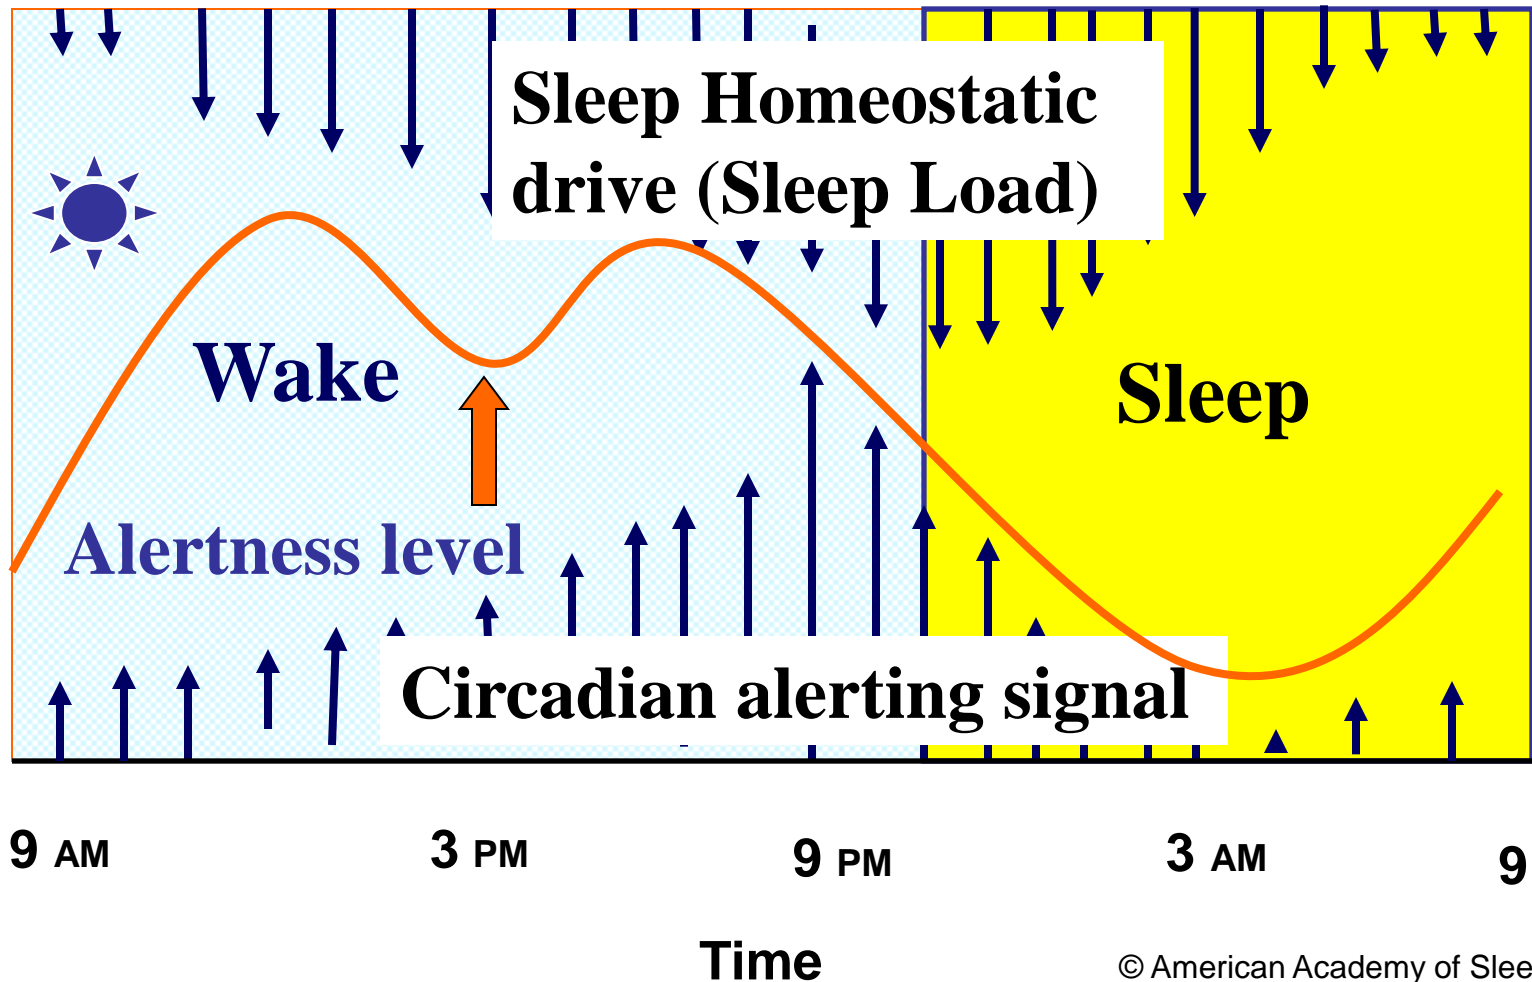 Sleep Homeostatic
drive (Sleep Load)
Wake
Sleep
Alertness level
Circadian alerting signal
9 AM 3 PM 9 PM 3 AM 9
Time
© American Academy of Slee